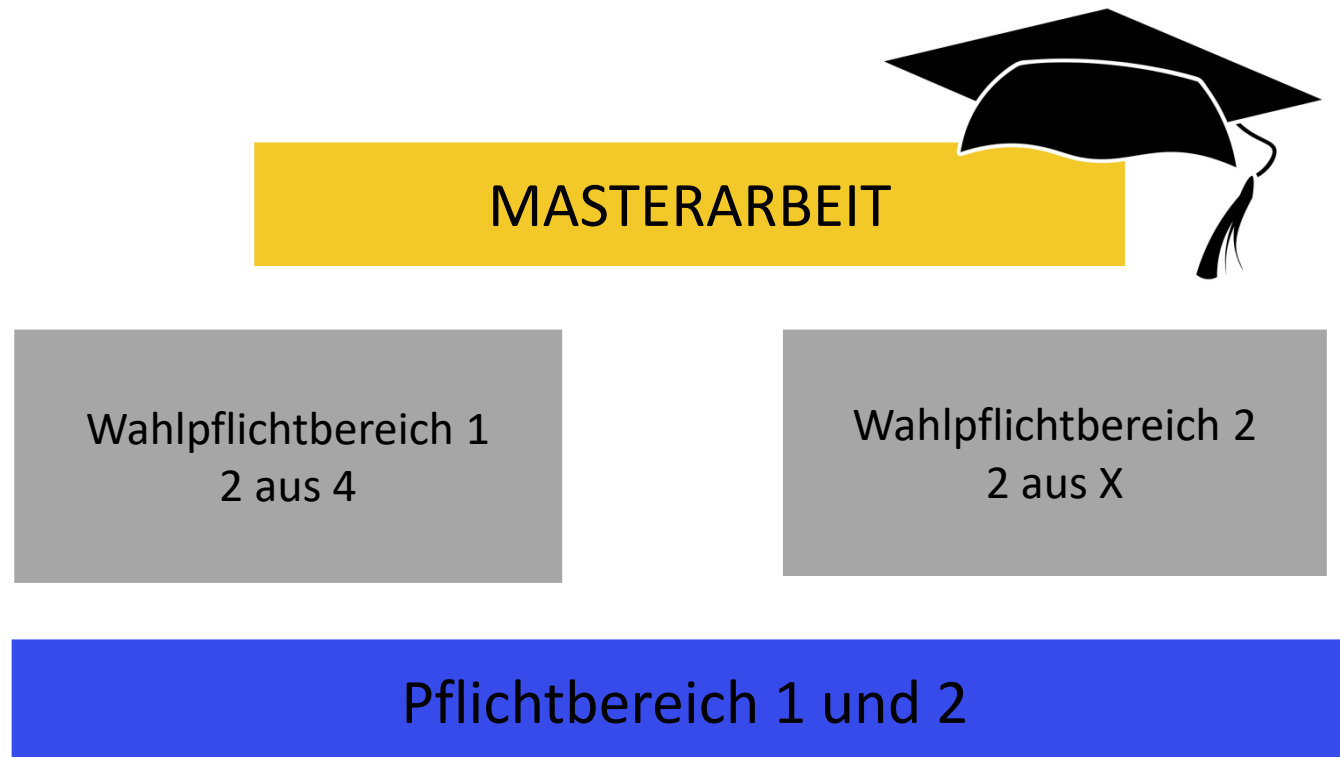 MASTERARBEIT
Wahlpflichtbereich 1
2 aus 4
Wahlpflichtbereich 2
2 aus X
Pflichtbereich 1 und 2